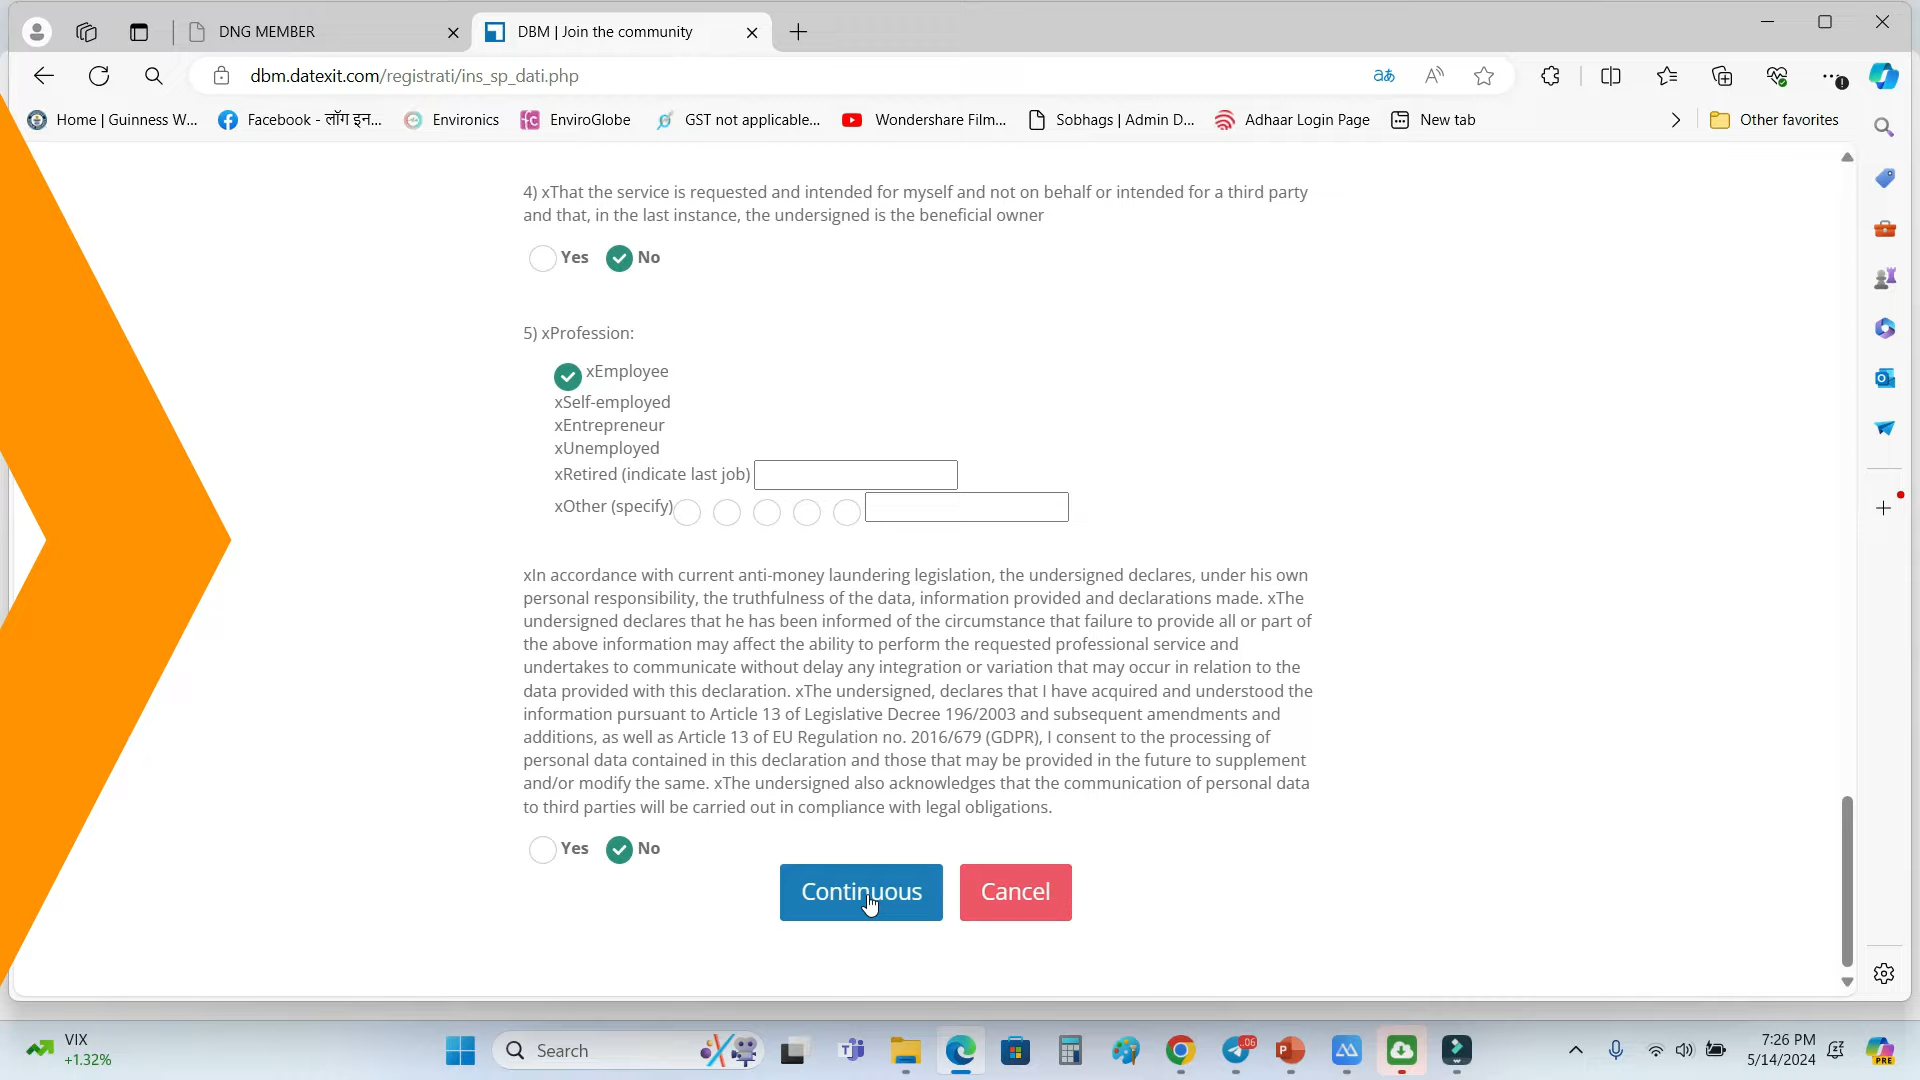 DNG MEMBER
DBM | Join the community
dbm.datexit.com/registrati/ins_sp_dati.php
Home | Guinness W...
Facebook - लॉग इन...
Environics
EnviroGlobe
GST not applicable...
Wondershare Film...
Sobhags | Admin D...
Adhaar Login Page
New tab
Other favorites
4) xThat the service is requested and intended for myself and not on behalf or intended for a third party
and that, in the last instance, the undersigned is the beneficial owner
Yes No
5) xProfession:
xEmployee
xSelf-employed
xEntrepreneur
xUnemployed
xRetired (indicate last job)
xOther (specify)
xIn accordance with current anti-money laundering legislation, the undersigned declares, under his own
personal responsibility, the truthfulness of the data, information provided and declarations made. xThe
undersigned declares that he has been informed of the circumstance that failure to provide all or part of
the above information may affect the ability to perform the requested professional service and
undertakes to communicate without delay any integration or variation that may occur in relation to the
data provided with this declaration. xThe undersigned, declares that I have acquired and understood the
information pursuant to Article 13 of Legislative Decree 196/2003 and subsequent amendments and
additions, as well as Article 13 of EU Regulation no. 2016/679 (GDPR), I consent to the processing of
personal data contained in this declaration and those that may be provided in the future to supplement
and/or modify the same. xThe undersigned also acknowledges that the communication of personal data
to third parties will be carried out in compliance with legal obligations.
Yes No
Continuous Cancel
VIX
+1.32%
Search
.06
7:26 PM
5/14/2024
PRE